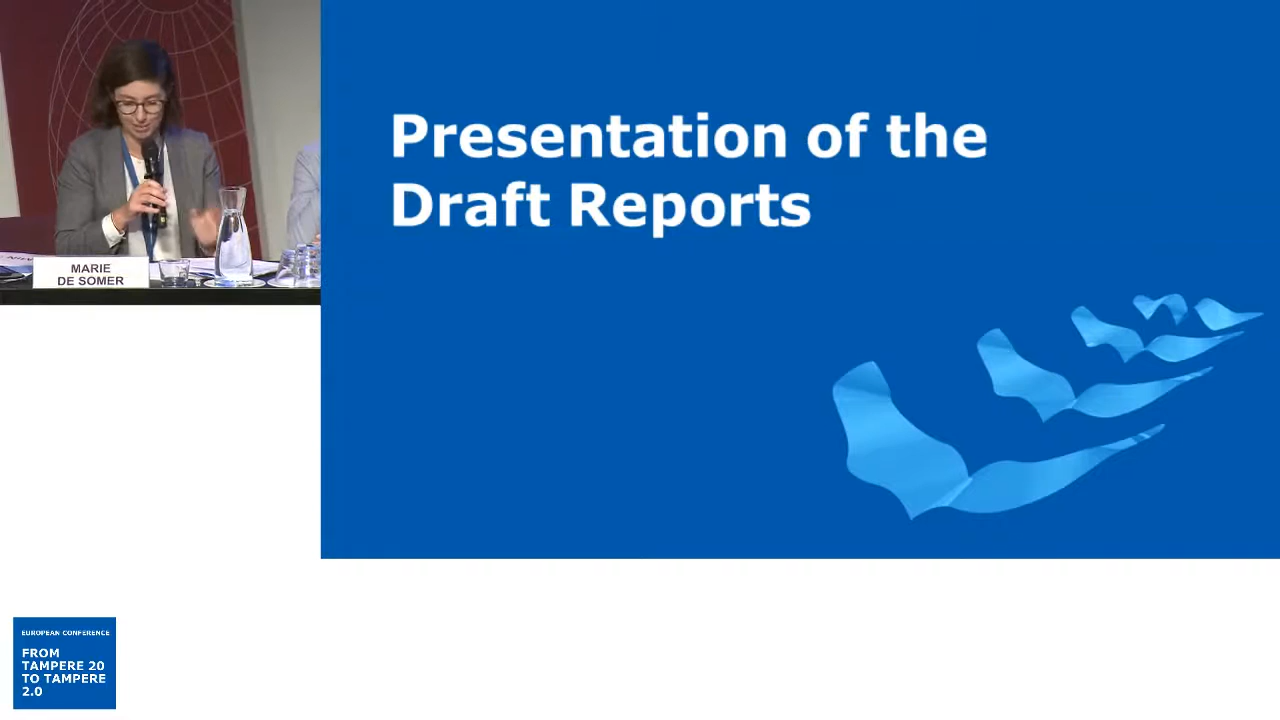 Presentation of the
Draft Reports
MARIE
DE SOMER
EUROPEAN CONFERENCE
FROM
TAMPERE 20
TO TAMPERE
2.0